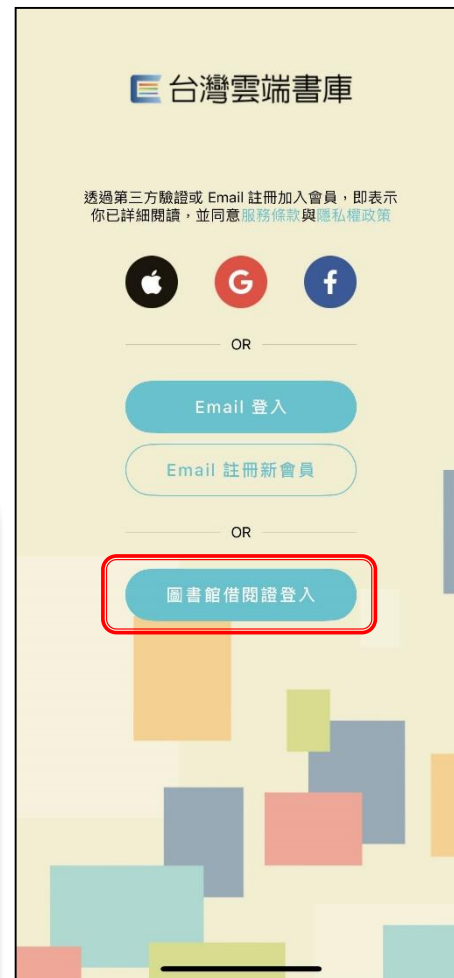 台灣雲端書庫
透過第三方驗證或 Email 註冊加入會員，即表示
你已詳細閱讀，並同意服務條款與隱私權政策
G f
OR
Email 登入
Email 註冊新會員
OR
圖書館借閱證登入